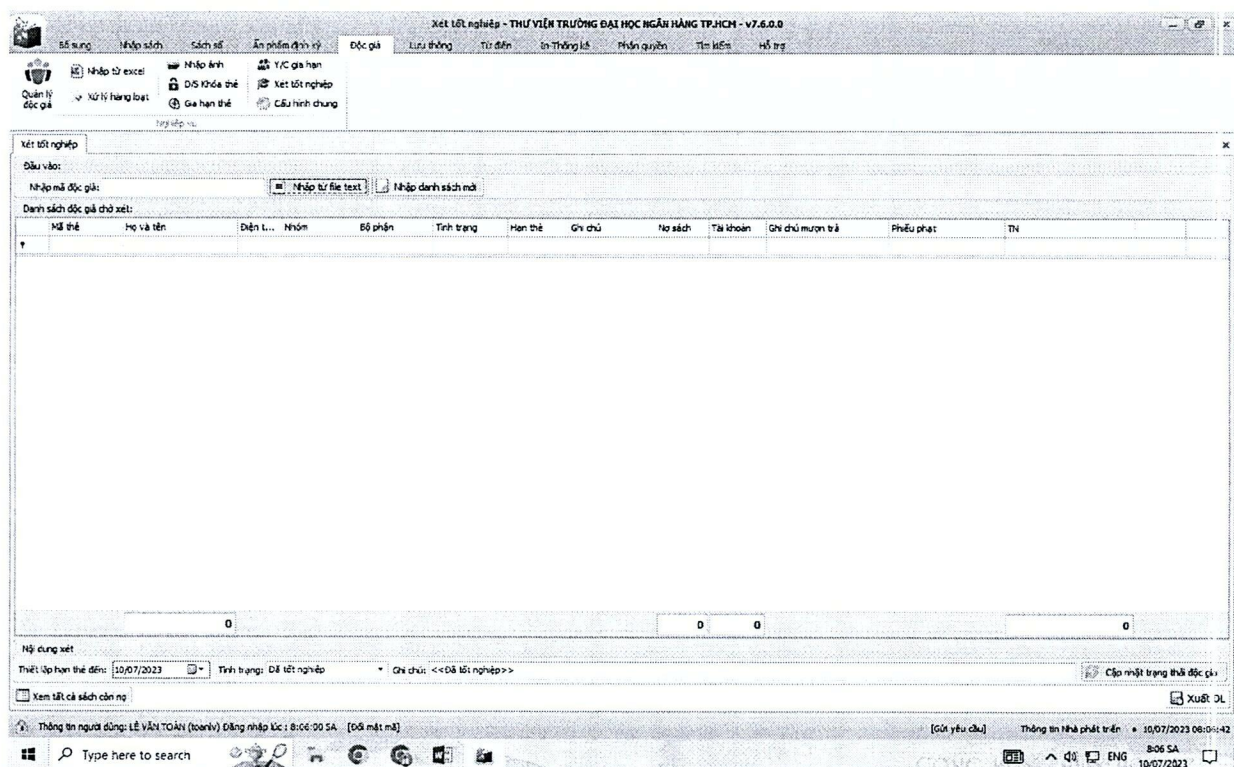 Xét tốt nghiệp - THƯ VIỆN TRƯỜNG ĐẠI HỌC NGÂN HÀNG TP.HCM - v7.6.0.0
Bổ sung Nhập sách Sách số Ấn phẩm định kỳ Độc giả Lưu thông Từ điển In-Thống kê Phân quyền Tìm kiếm Hỗ trợ
Nhập từ excel Nhập ảnh Y/C gia hạn
Quản lý độc giả Xử lý hàng loạt D/S Khóa thẻ Xét tốt nghiệp
Gia hạn thẻ Cấu hình chung
Nghiệp vụ
Xét tốt nghiệp
Đầu vào:
Nhập mã độc giả: Nhập từ file text Nhập danh sách mới
Danh sách độc giả chờ xét:
Mã thẻ Họ và tên Điện t... Nhóm Bộ phận Tình trạng Hạn thẻ Ghi chú Nợ sách Tài khoản Ghi chú mượn trả Phiếu phạt TN
0 0 0 0
Nội dung xét
Thiết lập hạn thẻ đến: 10/07/2023 Tình trạng: Đã tốt nghiệp Ghi chú: <<Đã tốt nghiệp>> Cập nhật trạng thái độc giả
Xem tất cả sách còn nợ Xuất DL
Thông tin người dùng: LÊ VĂN TOÀN (toanlv) Đăng nhập lúc : 8:06:00 SA [Đổi mật mã] [Gửi yêu cầu] Thông tin Nhà phát triển 10/07/2023 08:06:42
Type here to search ENG 8:06 SA
10/07/2023